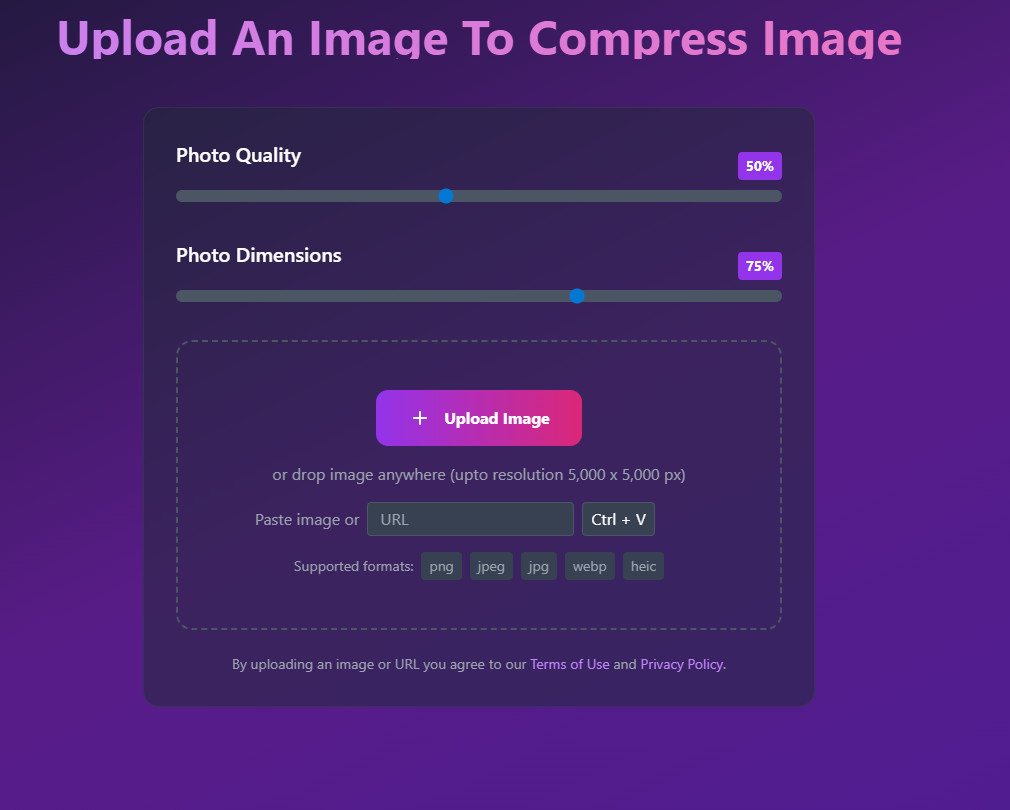 Upload An Image To Compress Image
Photo Quality
50%
Photo Dimensions
75%
+ Upload Image
or drop image anywhere (upto resolution 5,000 x 5,000 px)
Paste image or URL Ctrl + V
Supported formats: png jpeg jpg webp heic
By uploading an image or URL you agree to our Terms of Use and Privacy Policy.